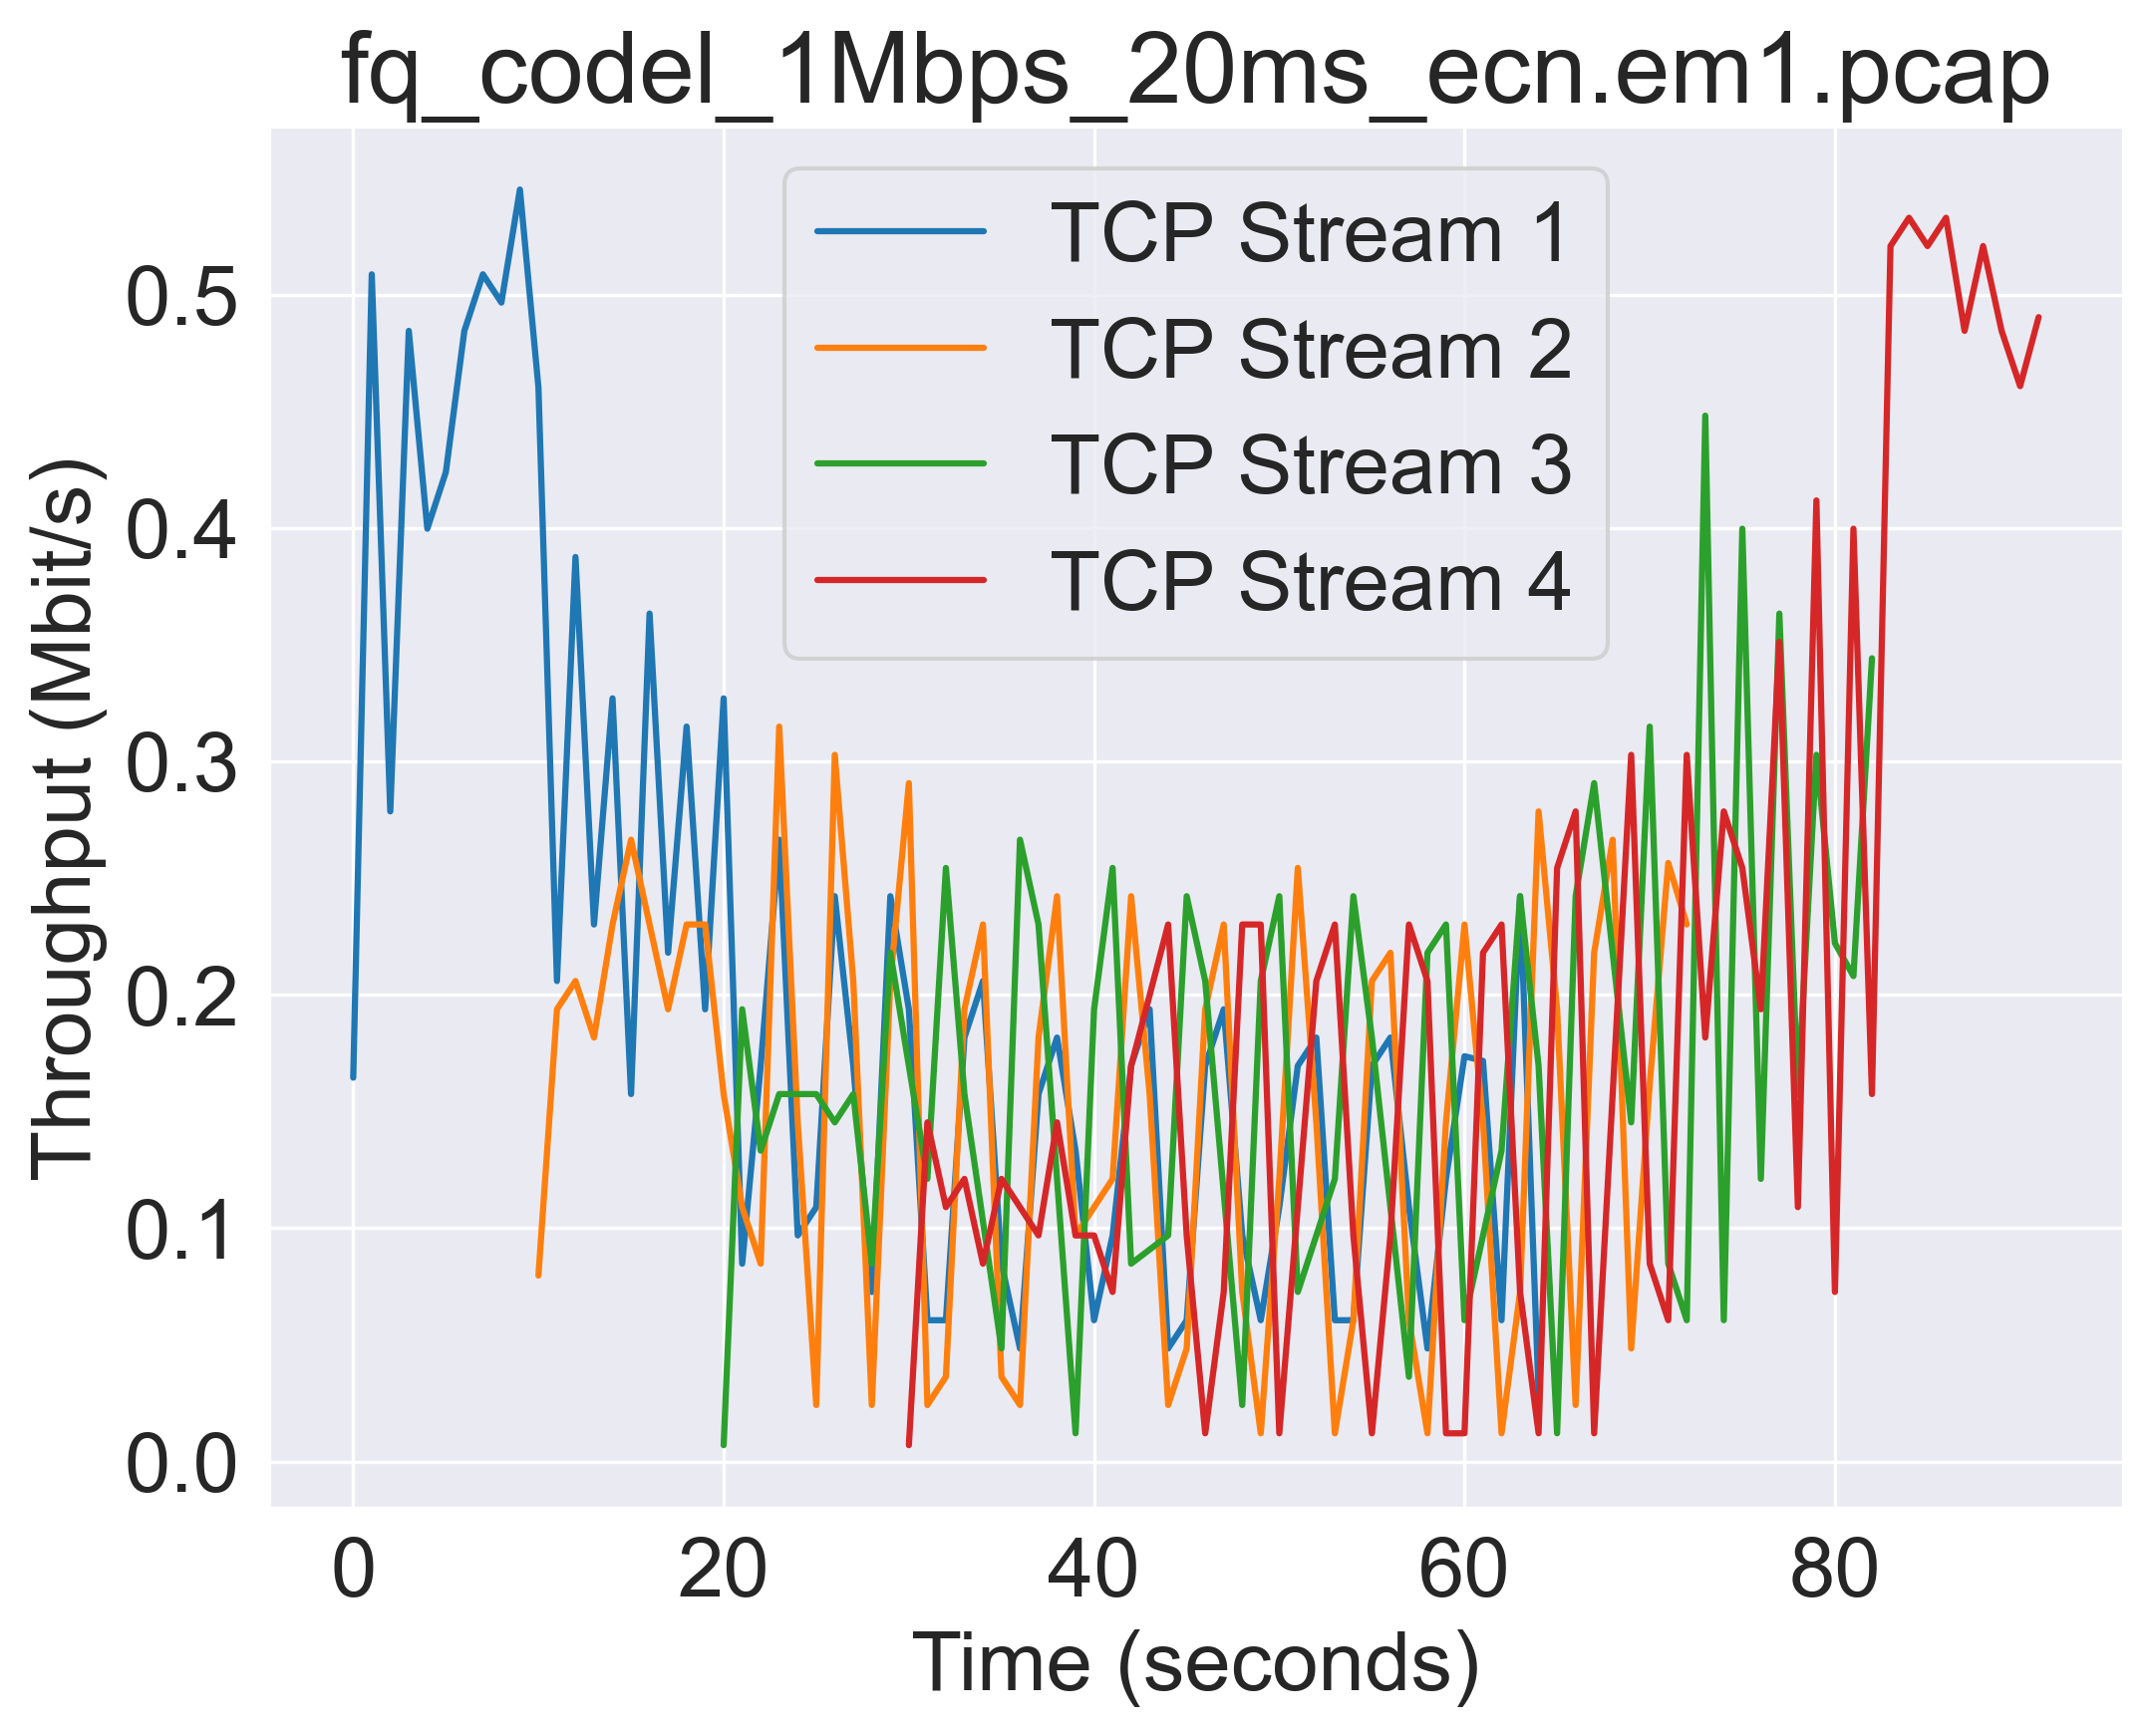 fq_codel_1Mbps_20ms_ecn.em1.pcap
TCP Stream 1
TCP Stream 2
TCP Stream 3
TCP Stream 4
Throughput (Mbit/s)
0.5
0.4
0.3
0.2
0.1
0.0
0 20 40 60 80
Time (seconds)